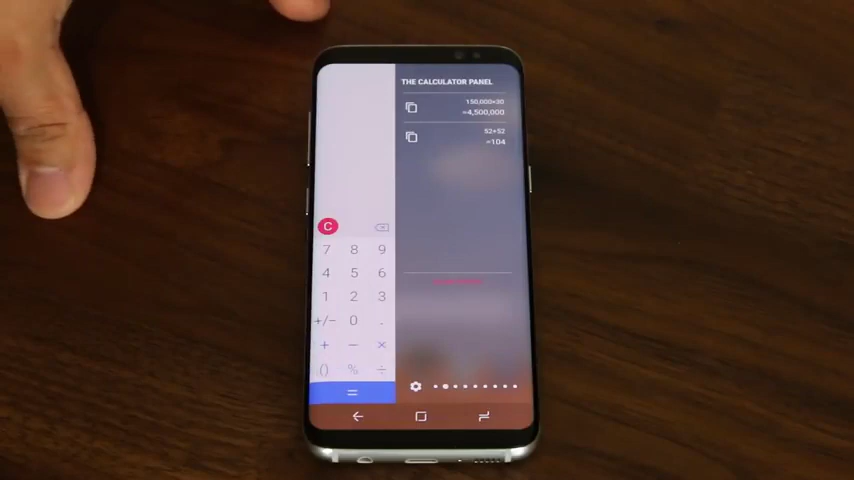 THE CALCULATOR PANEL
150,000×30
=4,500,000
52+52
=104
C
7 8 9
4 5 6
1 2 3
+/− 0 .
+ − ×
() % ÷
=